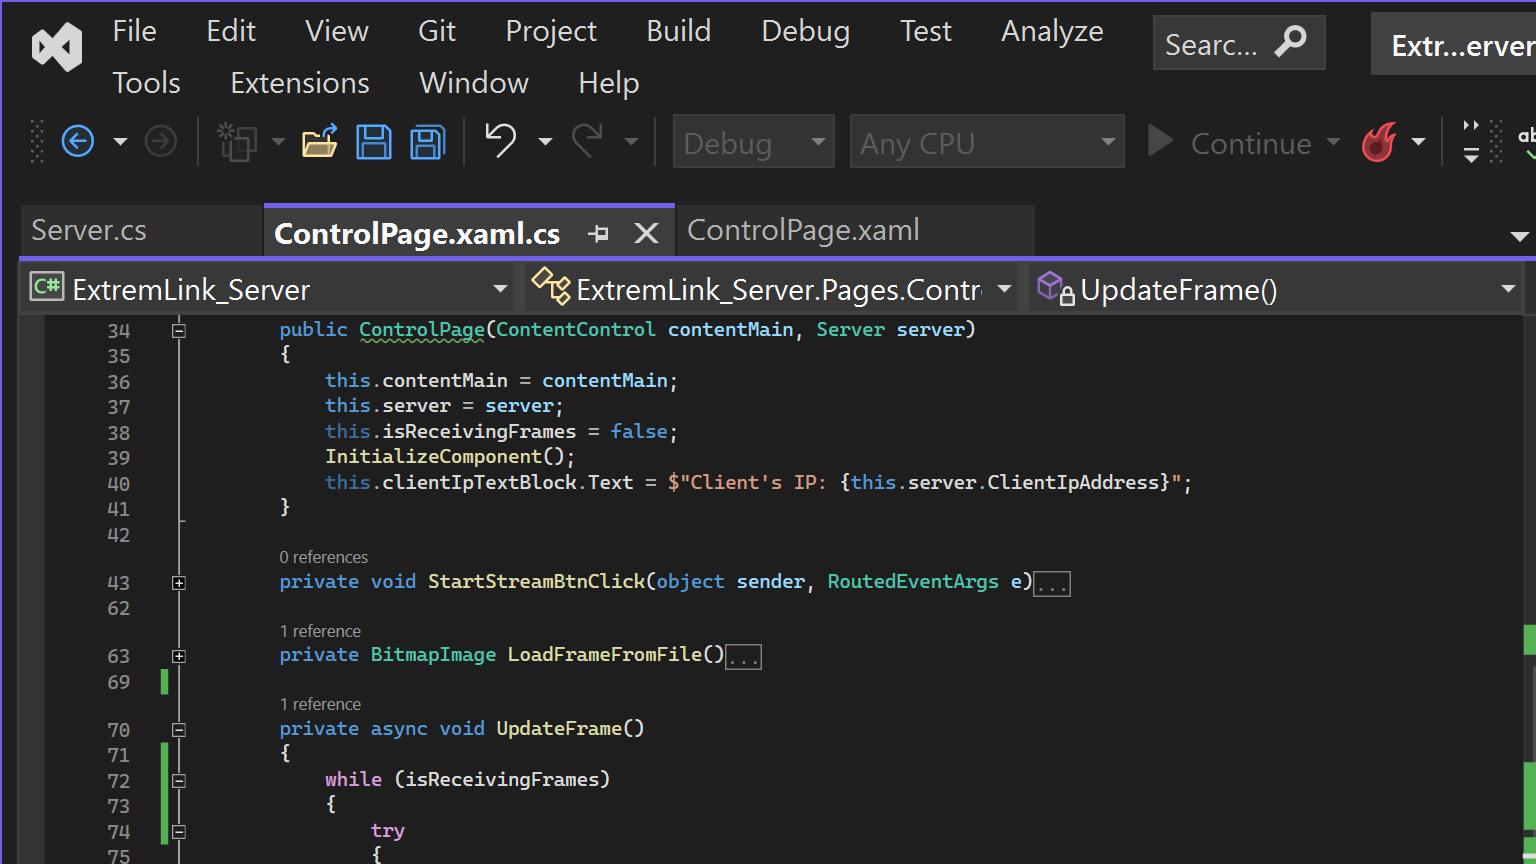 File Edit View Git Project Build Debug Test Analyze Searc... Extr...erver
Tools Extensions Window Help
Debug Any CPU Continue
Server.cs ControlPage.xaml.cs ControlPage.xaml
C# ExtremLink_Server ExtremLink_Server.Pages.Contr UpdateFrame()
34 public ControlPage(ContentControl contentMain, Server server)
35 {
36 this.contentMain = contentMain;
37 this.server = server;
38 this.isReceivingFrames = false;
39 InitializeComponent();
40 this.clientIpTextBlock.Text = $"Client's IP: {this.server.ClientIpAddress}";
41 }
42
0 references
43 private void StartStreamBtnClick(object sender, RoutedEventArgs e)...
62
1 reference
63 private BitmapImage LoadFrameFromFile()...
69
1 reference
70 private async void UpdateFrame()
71 {
72 while (isReceivingFrames)
73 {
74 try
75 {